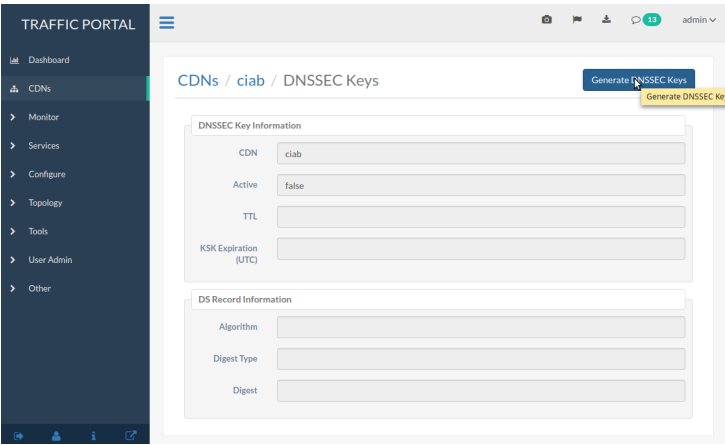 TRAFFIC PORTAL
13
admin
Dashboard
CDNs
Monitor
Services
Configure
Topology
Tools
User Admin
Other
CDNs / ciab / DNSSEC Keys
Generate DNSSEC Keys
Generate DNSSEC Key
DNSSEC Key Information
CDN
ciab
Active
false
TTL
KSK Expiration
(UTC)
DS Record Information
Algorithm
Digest Type
Digest